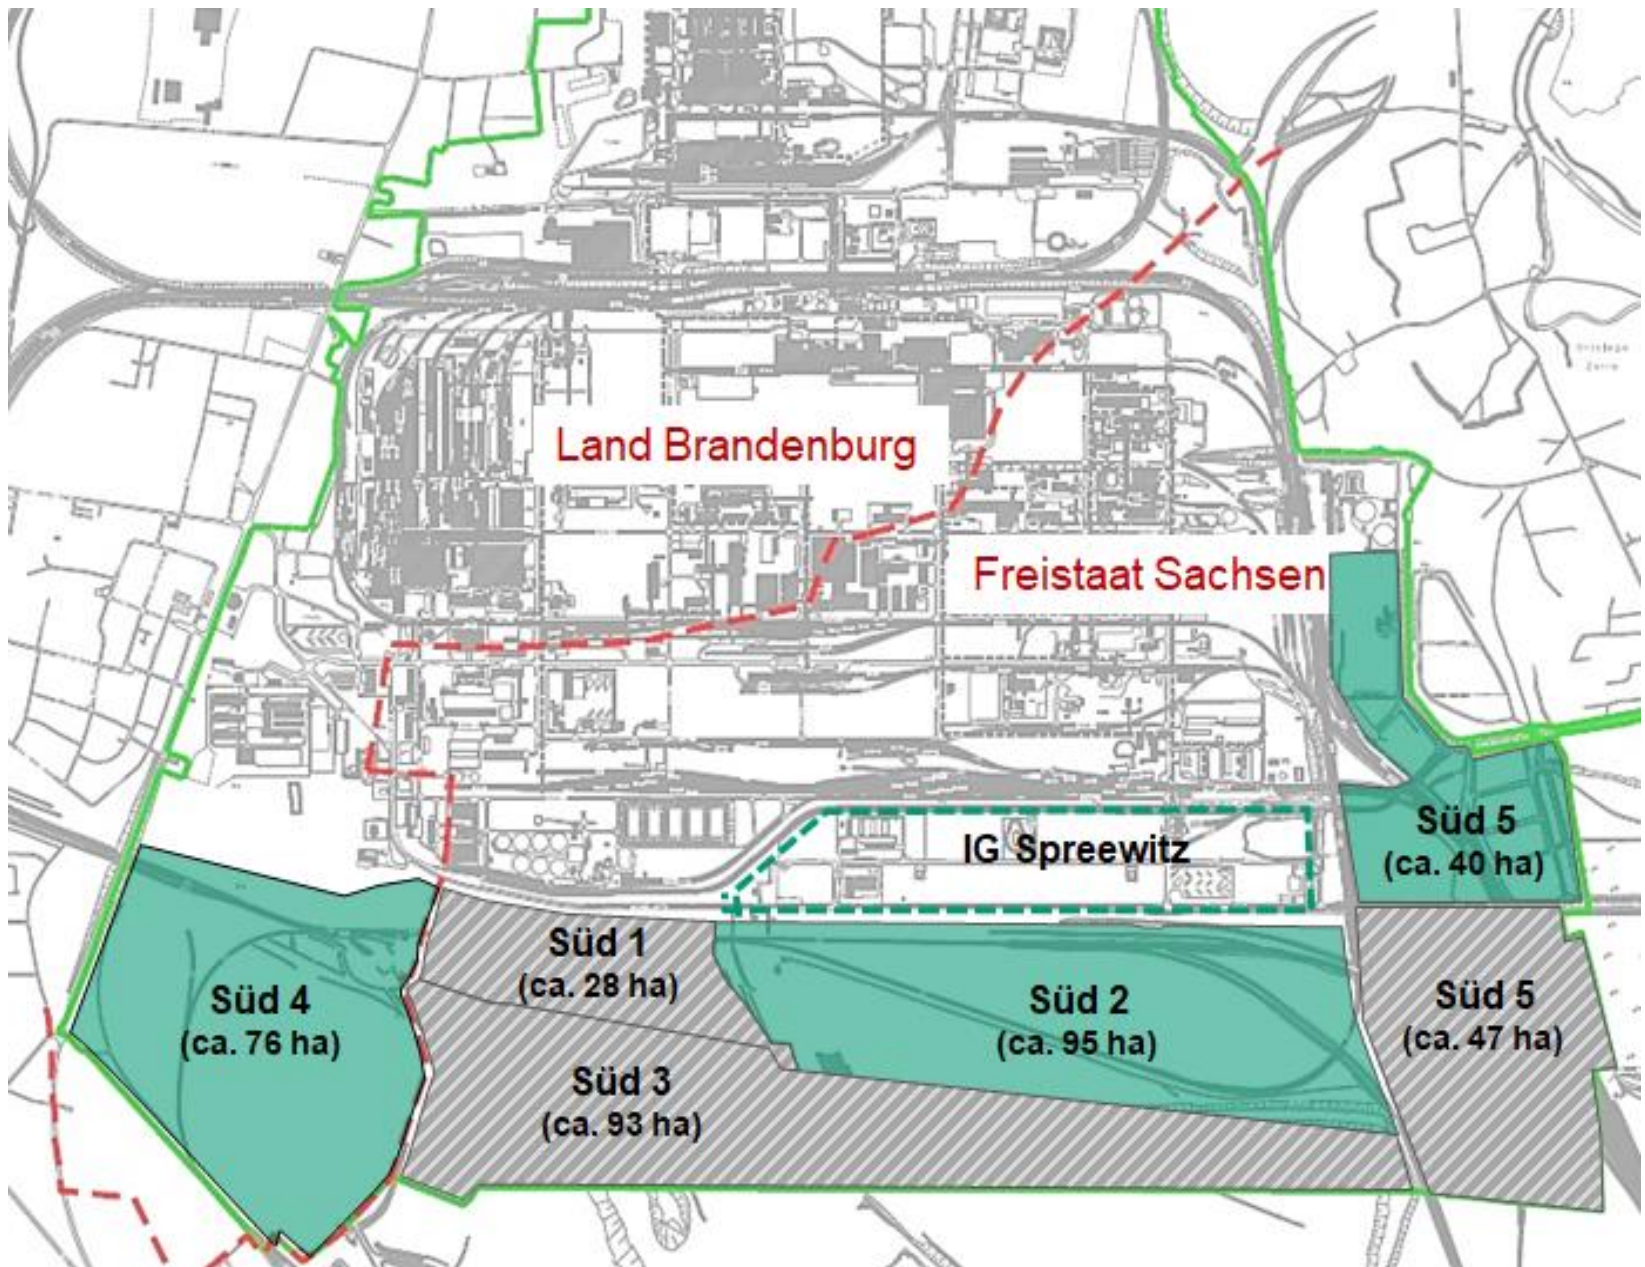 Land Brandenburg
Freistaat Sachsen
IG Spreewitz
Süd 5
(ca. 40 ha)
Süd 1
(ca. 28 ha)
Süd 4
(ca. 76 ha)
Süd 2
(ca. 95 ha)
Süd 5
(ca. 47 ha)
Süd 3
(ca. 93 ha)